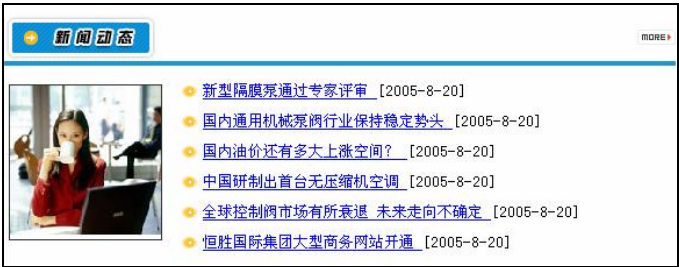 新闻动态
MORE
新型隔膜泵通过专家评审 [2005-8-20]
国内通用机械泵阀行业保持稳定势头 [2005-8-20]
国内油价还有多大上涨空间? [2005-8-20]
中国研制出首台无压缩机空调 [2005-8-20]
全球控制阀市场有所衰退 未来走向不确定 [2005-8-20]
恒胜国际集团大型商务网站开通 [2005-8-20]